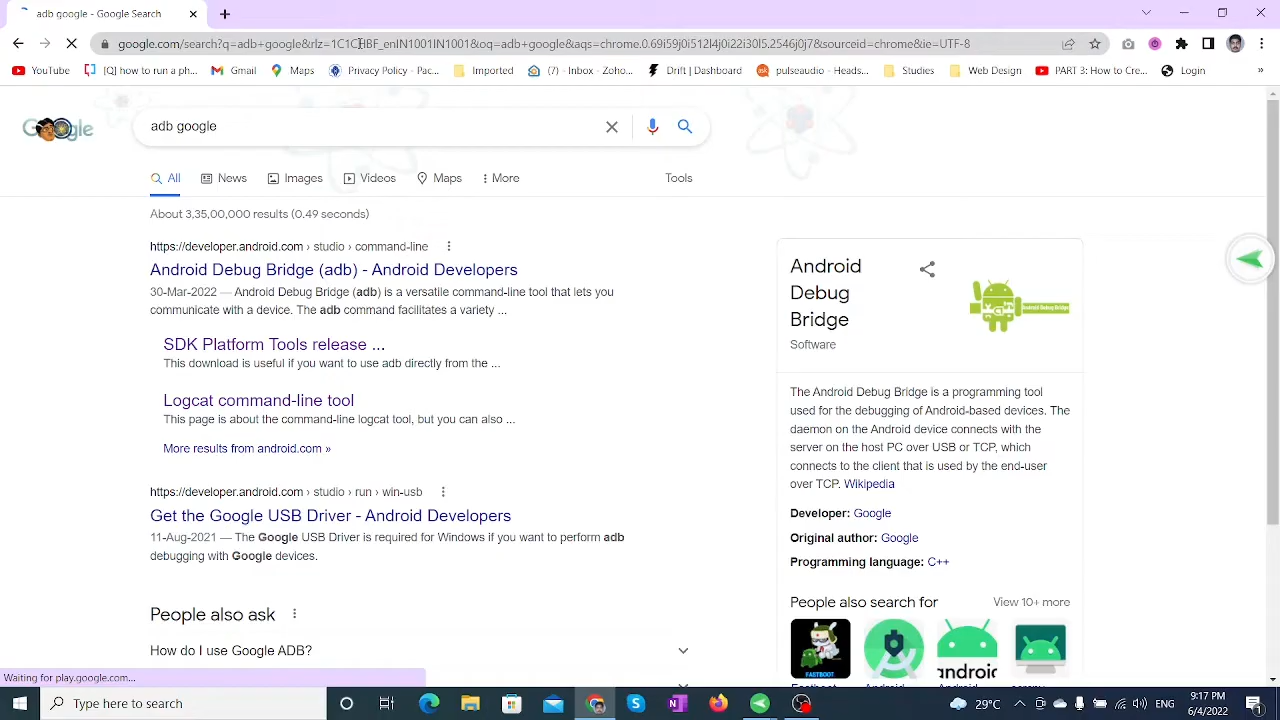 adb google - Google Search
google.com/search?q=adb+google&rlz=1C1CHBF_enIN1001IN1001&oq=adb+google&aqs=chrome.0.69i59j0i512l4j0i22i30l5.2546j0j7&sourceid=chrome&ie=UTF-8
YouTube
[Q] how to run a ph...
Gmail
Maps
Privacy Policy - Pac...
Imported
(7) - Inbox - Zoho...
Drift | Dashboard
pulseaudio - Heads...
Studies
Web Design
PART 3: How to Cre...
Login
adb google
All
News
Images
Videos
Maps
More
Tools
About 3,35,00,000 results (0.49 seconds)
https://developer.android.com › studio › command-line
Android Debug Bridge (adb) - Android Developers
30-Mar-2022 — Android Debug Bridge (adb) is a versatile command-line tool that lets you
communicate with a device. The adb command facilitates a variety ...
SDK Platform Tools release ...
This download is useful if you want to use adb directly from the ...
Logcat command-line tool
This page is about the command-line logcat tool, but you can also ...
More results from android.com »
https://developer.android.com › studio › run › win-usb
Get the Google USB Driver - Android Developers
11-Aug-2021 — The Google USB Driver is required for Windows if you want to perform adb
debugging with Google devices.
People also ask
How do I use Google ADB?
Android
Debug
Bridge
Software
Android Debug Bridge
The Android Debug Bridge is a programming tool
used for the debugging of Android-based devices. The
daemon on the Android device connects with the
server on the host PC over USB or TCP, which
connects to the client that is used by the end-user
over TCP. Wikipedia
Developer: Google
Original author: Google
Programming language: C++
People also search for
View 10+ more
FASTBOOT
android
Waiting for play.google.com...
Type here to search
29°C
ENG
9:17 PM
6/4/2022